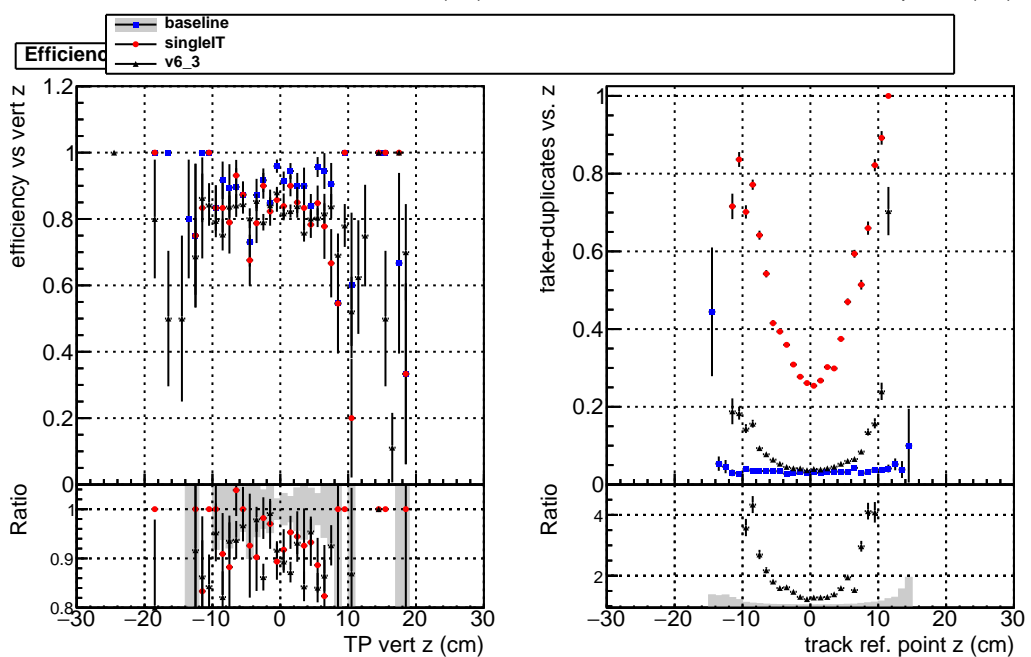 baseline
singleIT
v6_3
Efficienc
efficiency vs vert z
1.2
1
0.8
0.6
0.4
0.2
0
Ratio
1
0.9
0.8
−30 −20 −10 0 10 20 30
TP vert z (cm)
fake+duplicates vs. z
1
0.8
0.6
0.4
0.2
0
Ratio
4
2
−30 −20 −10 0 10 20 30
track ref. point z (cm)